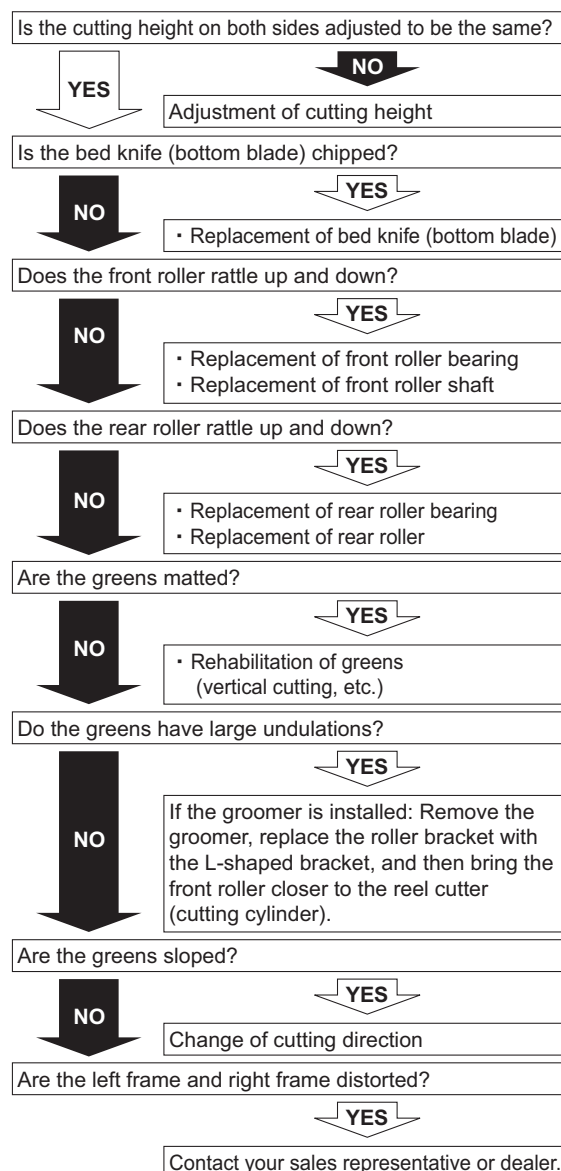 Is the cutting height on both sides adjusted to be the same?
NO
YES
Adjustment of cutting height
Is the bed knife (bottom blade) chipped?
YES
NO
・Replacement of bed knife (bottom blade)
Does the front roller rattle up and down?
YES
NO
・Replacement of front roller bearing
・Replacement of front roller shaft
Does the rear roller rattle up and down?
YES
NO
・Replacement of rear roller bearing
・Replacement of rear roller
Are the greens matted?
YES
NO
・Rehabilitation of greens
(vertical cutting, etc.)
Do the greens have large undulations?
YES
NO
If the groomer is installed: Remove the
groomer, replace the roller bracket with
the L-shaped bracket, and then bring the
front roller closer to the reel cutter
(cutting cylinder).
Are the greens sloped?
YES
NO
Change of cutting direction
Are the left frame and right frame distorted?
YES
Contact your sales representative or dealer.